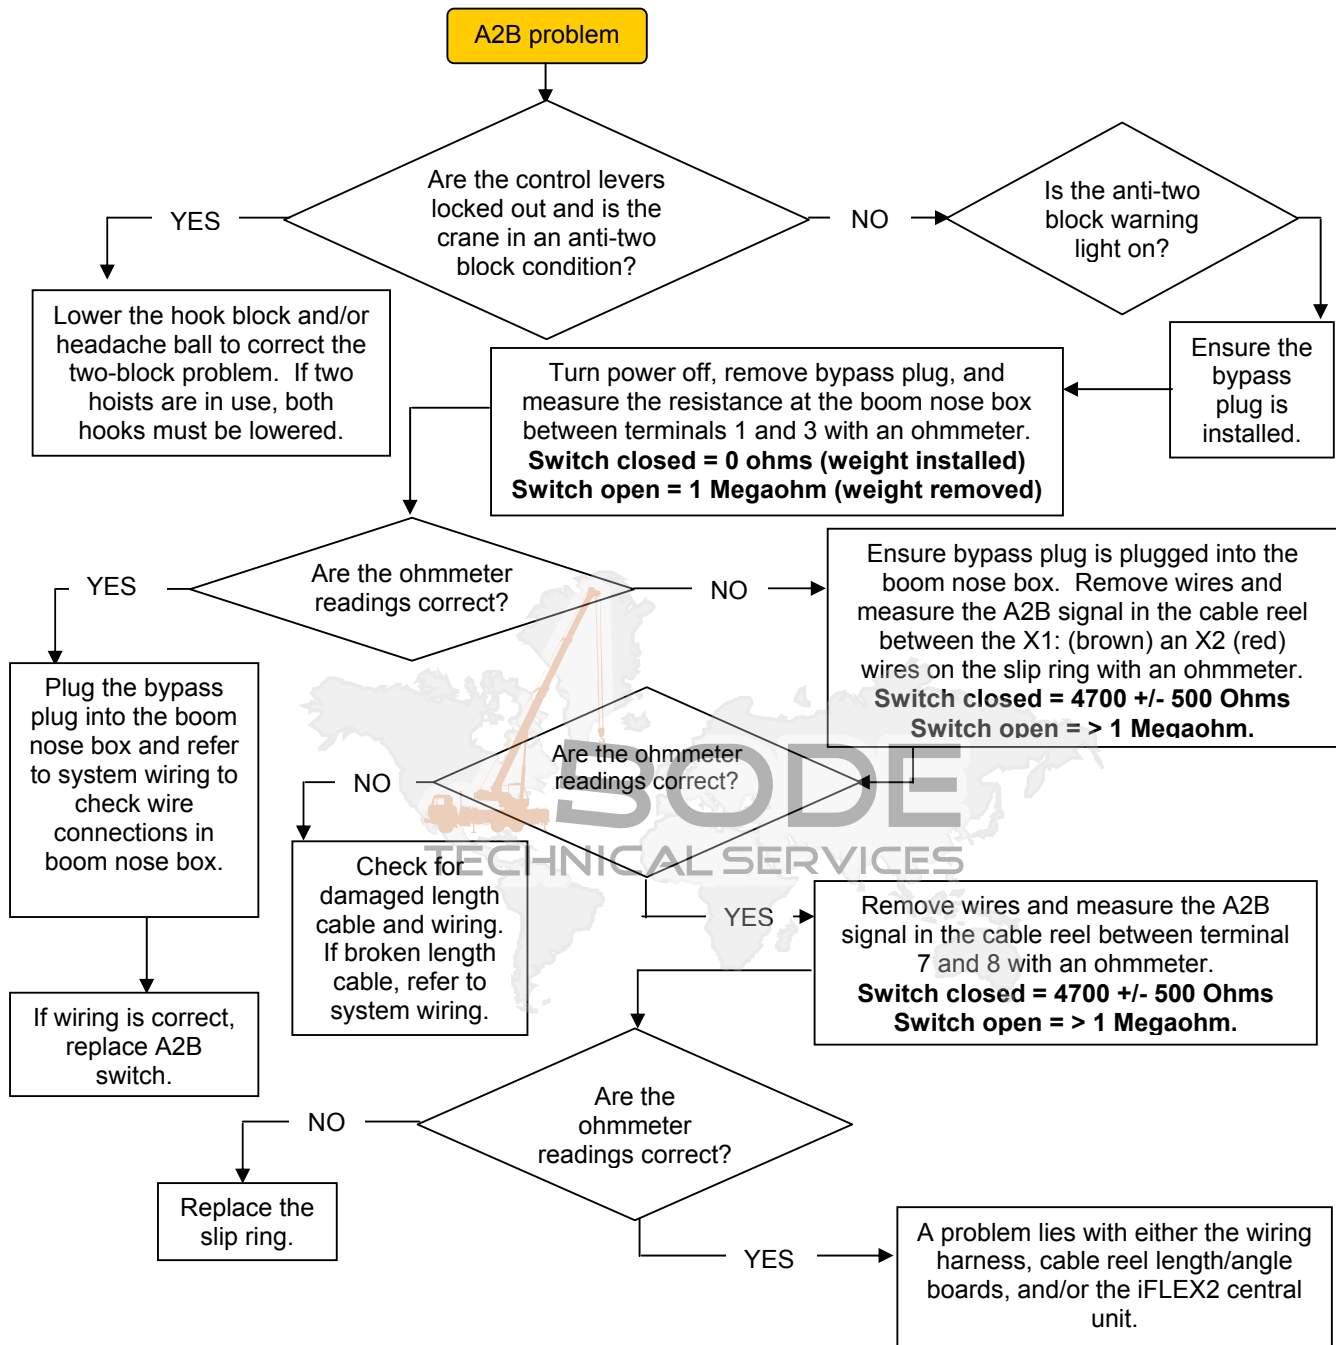 A2B problem
Are the control levers
locked out and is the
crane in an anti-two
block condition?
YES
NO
Is the anti-two
block warning
light on?
Lower the hook block and/or
headache ball to correct the
two-block problem.  If two
hoists are in use, both
hooks must be lowered.
Ensure the
bypass
plug is
installed.
Turn power off, remove bypass plug, and
measure the resistance at the boom nose box
between terminals 1 and 3 with an ohmmeter.
Switch closed = 0 ohms (weight installed)
Switch open = 1 Megaohm (weight removed)
Are the ohmmeter
readings correct?
YES
NO
Ensure bypass plug is plugged into the
boom nose box.  Remove wires and
measure the A2B signal in the cable reel
between the X1: (brown) an X2 (red)
wires on the slip ring with an ohmmeter.
Switch closed = 4700 +/- 500 Ohms
Switch open = > 1 Megaohm.
Plug the bypass
plug into the boom
nose box and refer
to system wiring to
check wire
connections in
boom nose box.
Are the ohmmeter
readings correct?
NO
YES
BODE
TECHNICAL SERVICES
Check for
damaged length
cable and wiring.
If broken length
cable, refer to
system wiring.
Remove wires and measure the A2B
signal in the cable reel between terminal
7 and 8 with an ohmmeter.
Switch closed = 4700 +/- 500 Ohms
Switch open = > 1 Megaohm.
If wiring is correct,
replace A2B
switch.
Are the
ohmmeter
readings correct?
NO
YES
Replace the
slip ring.
A problem lies with either the wiring
harness, cable reel length/angle
boards, and/or the iFLEX2 central
unit.